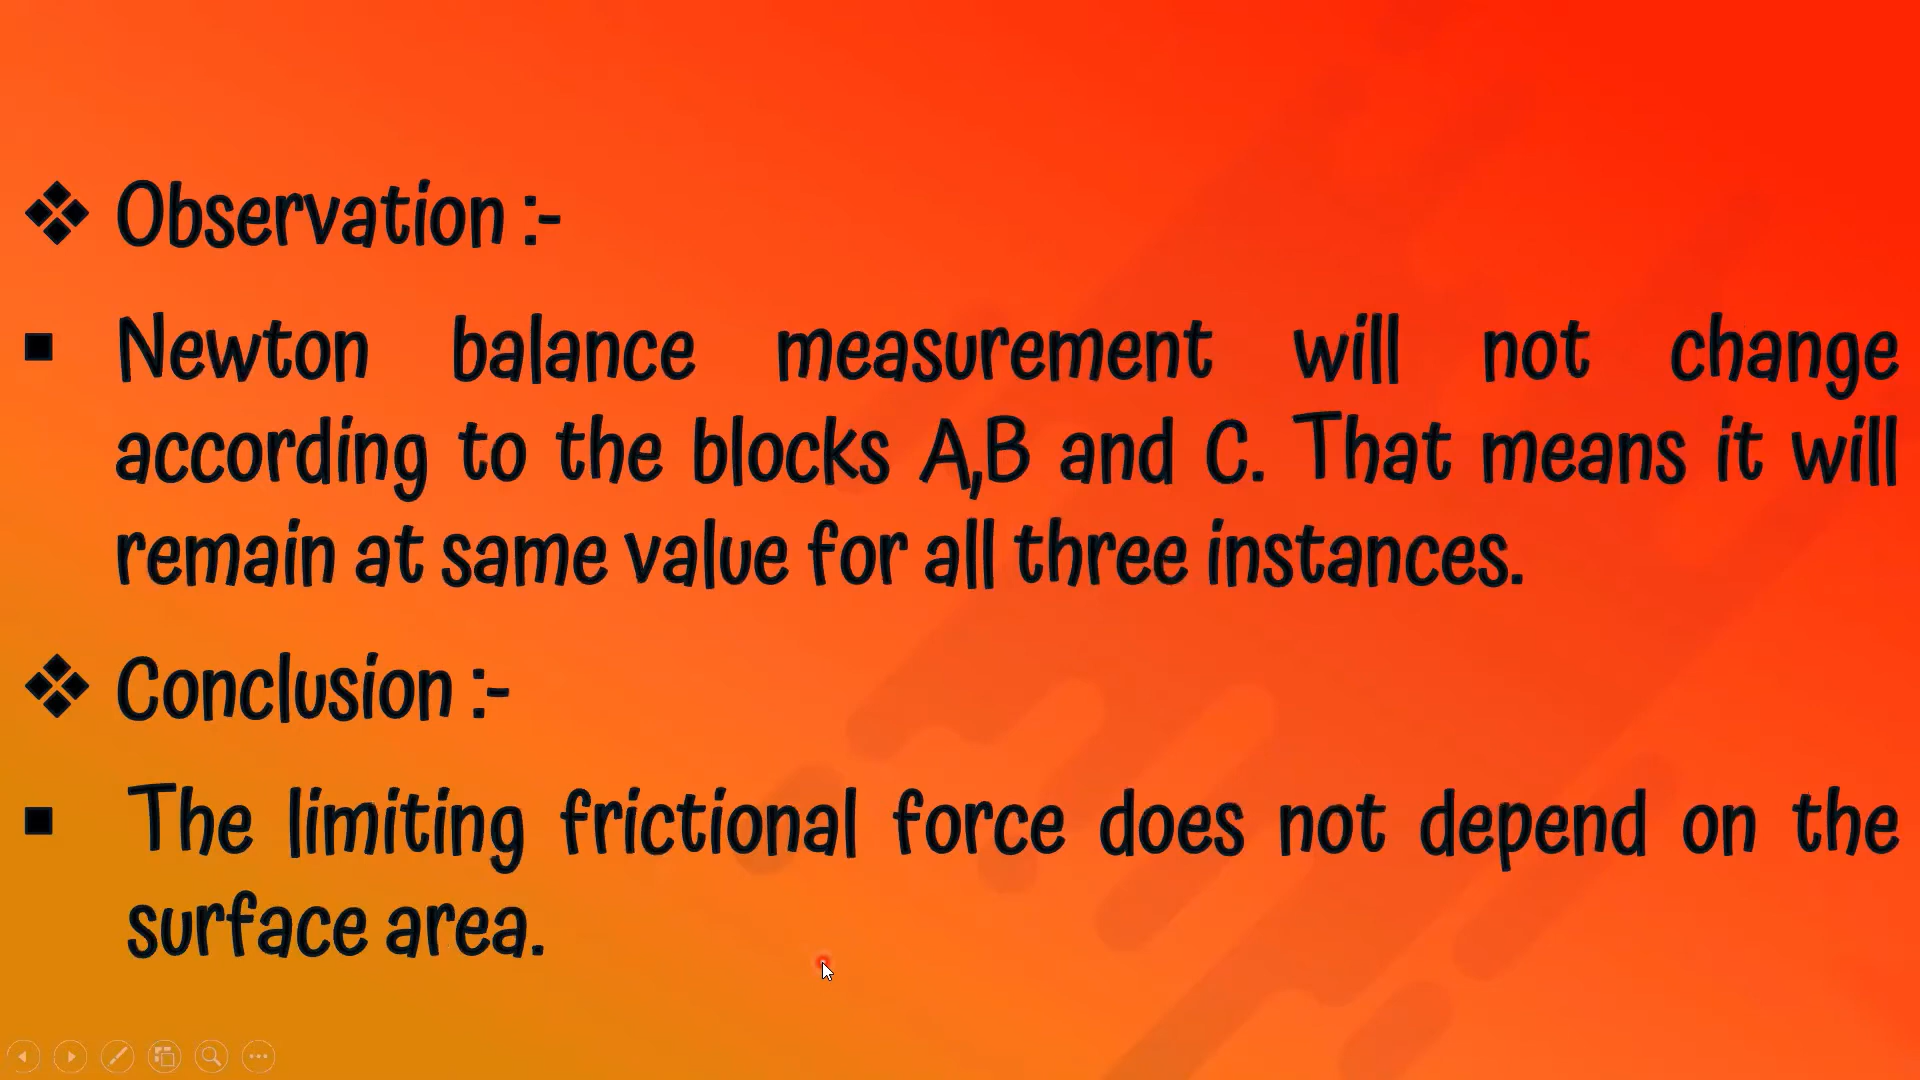 ❖ Observation :-
▪ Newton balance measurement will not change
according to the blocks A,B and C. That means it will
remain at same value for all three instances.
❖ Conclusion :-
▪ The limiting frictional force does not depend on the
surface area.